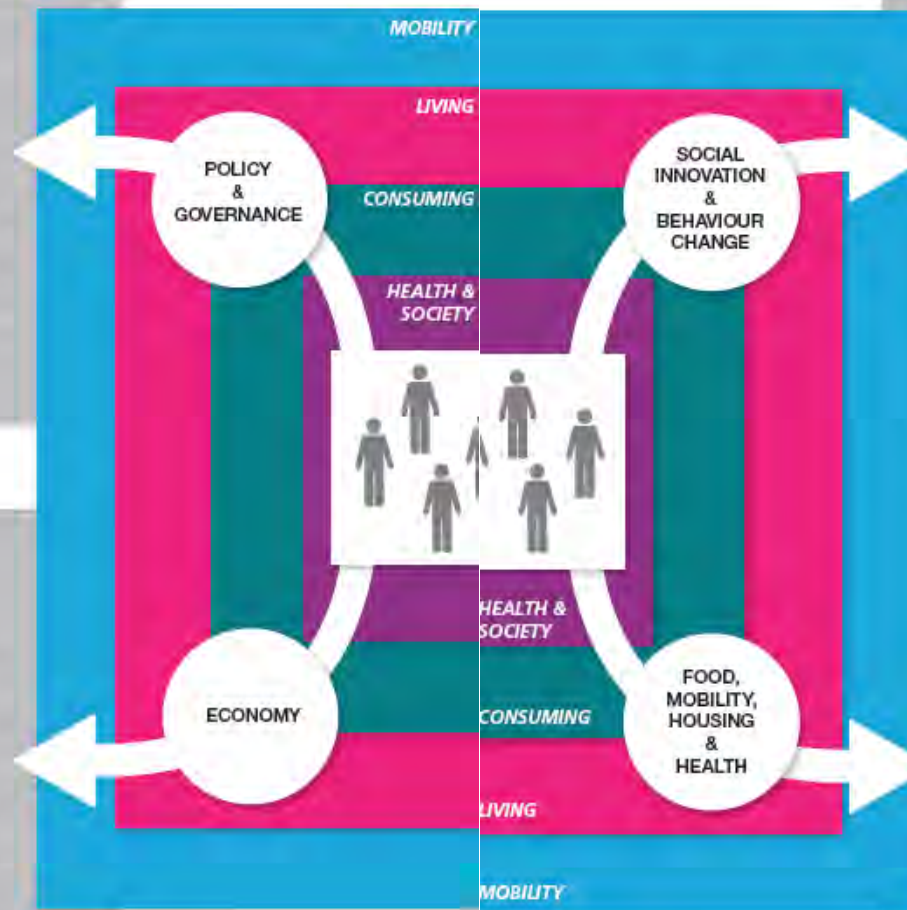 MOBILITY
LIVING
POLICY
&
GOVERNANCE
SOCIAL
INNOVATION
&
BEHAVIOUR
CHANGE
CONSUMING
HEALTH &
SOCIETY
HEALTH &
SOCIETY
ECONOMY
CONSUMING
FOOD,
MOBILITY,
HOUSING
&
HEALTH
LIVING
MOBILITY